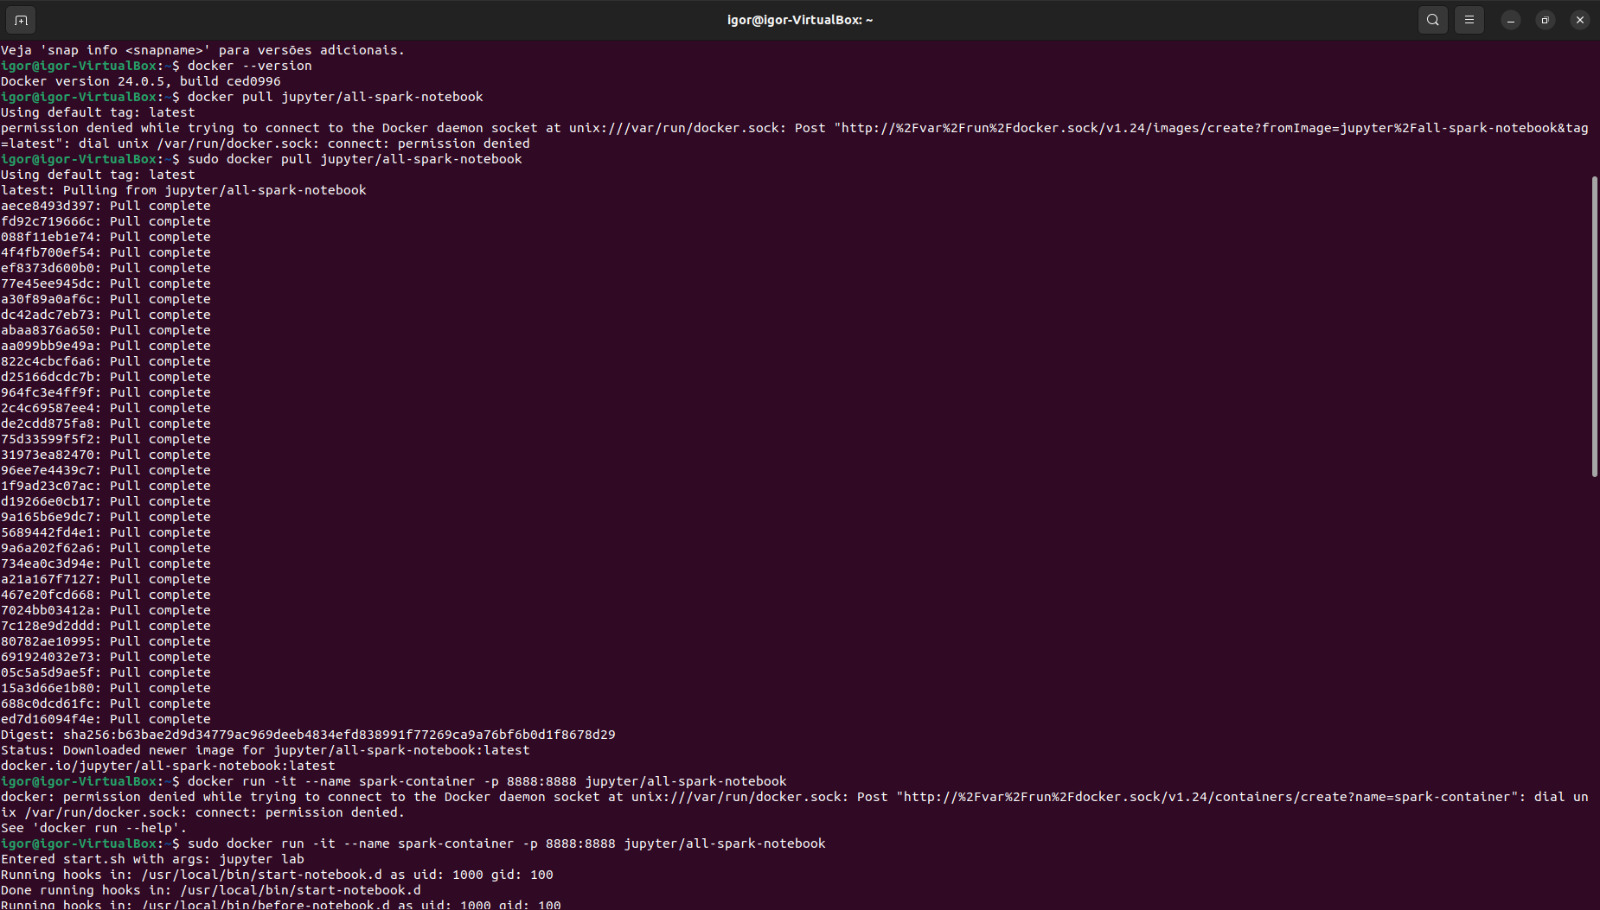 igor@igor-VirtualBox: ~
Veja 'snap info <snapname>' para versões adicionais.
igor@igor-VirtualBox:~$ docker --version
Docker version 24.0.5, build ced0996
igor@igor-VirtualBox:~$ docker pull jupyter/all-spark-notebook
Using default tag: latest
permission denied while trying to connect to the Docker daemon socket at unix:///var/run/docker.sock: Post "http://%2Fvar%2Frun%2Fdocker.sock/v1.24/images/create?fromImage=jupyter%2Fall-spark-notebook&tag
=latest": dial unix /var/run/docker.sock: connect: permission denied
igor@igor-VirtualBox:~$ sudo docker pull jupyter/all-spark-notebook
Using default tag: latest
latest: Pulling from jupyter/all-spark-notebook
aece8493d397: Pull complete
fd92c719666c: Pull complete
088f11eb1e74: Pull complete
4f4fb700ef54: Pull complete
ef8373d600b0: Pull complete
77e45ee945dc: Pull complete
a30f89a0af6c: Pull complete
dc42adc7eb73: Pull complete
abaa8376a650: Pull complete
aa099bb9e49a: Pull complete
822c4cbcf6a6: Pull complete
d25166dcdc7b: Pull complete
964fc3e4ff9f: Pull complete
2c4c69587ee4: Pull complete
de2cdd875fa8: Pull complete
75d33599f5f2: Pull complete
31973ea82470: Pull complete
96ee7e4439c7: Pull complete
1f9ad23c07ac: Pull complete
d19266e0cb17: Pull complete
9a165b6e9dc7: Pull complete
5689442fd4e1: Pull complete
9a6a202f62a6: Pull complete
734ea0c3d94e: Pull complete
a21a167f7127: Pull complete
467e20fcd668: Pull complete
7024bb03412a: Pull complete
7c128e9d2ddd: Pull complete
80782ae10995: Pull complete
691924032e73: Pull complete
05c5a5d9ae5f: Pull complete
15a3d66e1b80: Pull complete
688c0dcd61fc: Pull complete
ed7d16094f4e: Pull complete
Digest: sha256:b63bae2d9d34779ac969deeb4834efd838991f77269ca9a76bf6b0d1f8678d29
Status: Downloaded newer image for jupyter/all-spark-notebook:latest
docker.io/jupyter/all-spark-notebook:latest
igor@igor-VirtualBox:~$ docker run -it --name spark-container -p 8888:8888 jupyter/all-spark-notebook
docker: permission denied while trying to connect to the Docker daemon socket at unix:///var/run/docker.sock: Post "http://%2Fvar%2Frun%2Fdocker.sock/v1.24/containers/create?name=spark-container": dial un
ix /var/run/docker.sock: connect: permission denied.
See 'docker run --help'.
igor@igor-VirtualBox:~$ sudo docker run -it --name spark-container -p 8888:8888 jupyter/all-spark-notebook
Entered start.sh with args: jupyter lab
Running hooks in: /usr/local/bin/start-notebook.d as uid: 1000 gid: 100
Done running hooks in: /usr/local/bin/start-notebook.d
Running hooks in: /usr/local/bin/before-notebook.d as uid: 1000 gid: 100